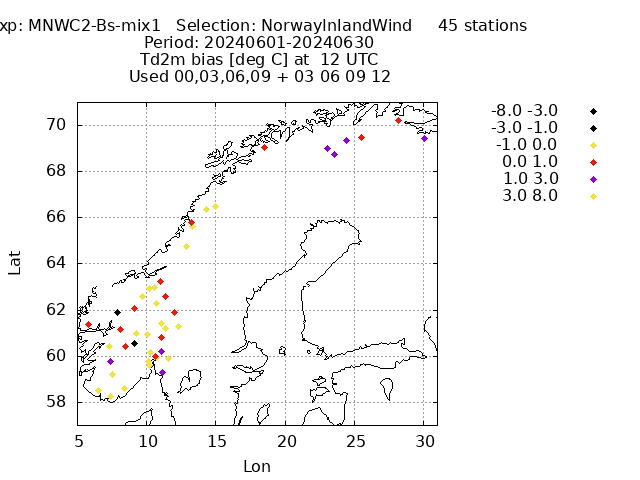 xp: MNWC2-Bs-mix1   Selection: NorwayInlandWind     45 stations
Period: 20240601-20240630
Td2m bias [deg C] at  12 UTC
Used 00,03,06,09 + 03 06 09 12
-8.0 -3.0
-3.0 -1.0
-1.0 0.0
0.0 1.0
1.0 3.0
3.0 8.0
70
68
66
64
62
60
58
Lat
5 10 15 20 25 30
Lon